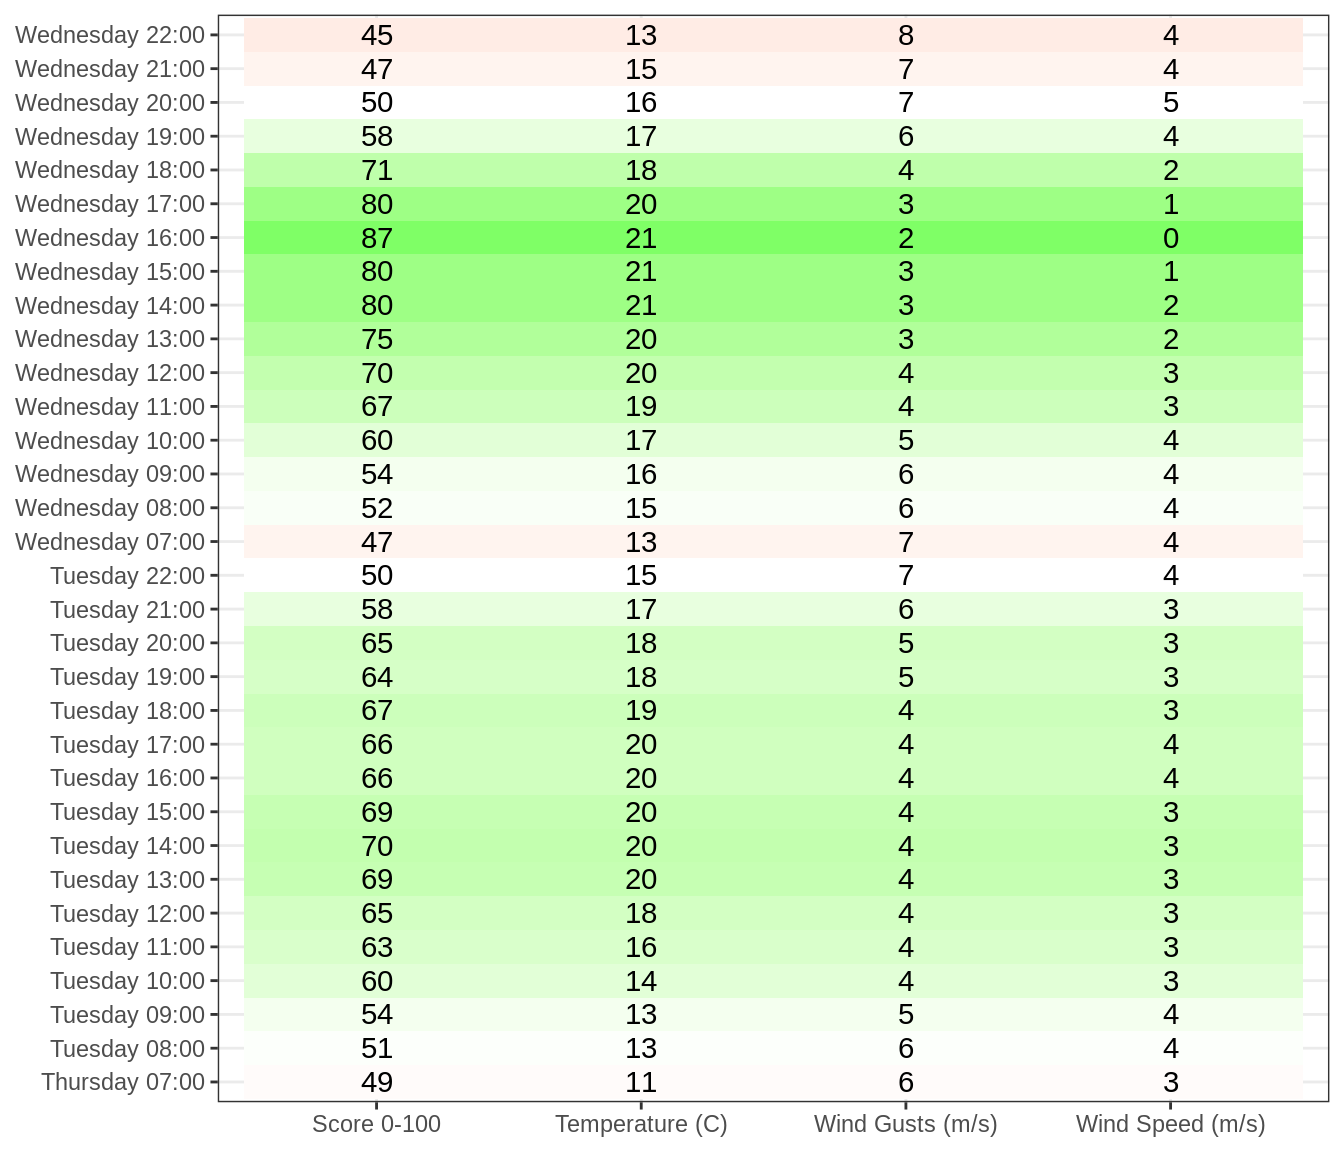 Wednesday 22:00 45 13 8 4
Wednesday 21:00 47 15 7 4
Wednesday 20:00 50 16 7 5
Wednesday 19:00 58 17 6 4
Wednesday 18:00 71 18 4 2
Wednesday 17:00 80 20 3 1
Wednesday 16:00 87 21 2 0
Wednesday 15:00 80 21 3 1
Wednesday 14:00 80 21 3 2
Wednesday 13:00 75 20 3 2
Wednesday 12:00 70 20 4 3
Wednesday 11:00 67 19 4 3
Wednesday 10:00 60 17 5 4
Wednesday 09:00 54 16 6 4
Wednesday 08:00 52 15 6 4
Wednesday 07:00 47 13 7 4
Tuesday 22:00 50 15 7 4
Tuesday 21:00 58 17 6 3
Tuesday 20:00 65 18 5 3
Tuesday 19:00 64 18 5 3
Tuesday 18:00 67 19 4 3
Tuesday 17:00 66 20 4 4
Tuesday 16:00 66 20 4 4
Tuesday 15:00 69 20 4 3
Tuesday 14:00 70 20 4 3
Tuesday 13:00 69 20 4 3
Tuesday 12:00 65 18 4 3
Tuesday 11:00 63 16 4 3
Tuesday 10:00 60 14 4 3
Tuesday 09:00 54 13 5 4
Tuesday 08:00 51 13 6 4
Thursday 07:00 49 11 6 3
Score 0-100 Temperature (C) Wind Gusts (m/s) Wind Speed (m/s)